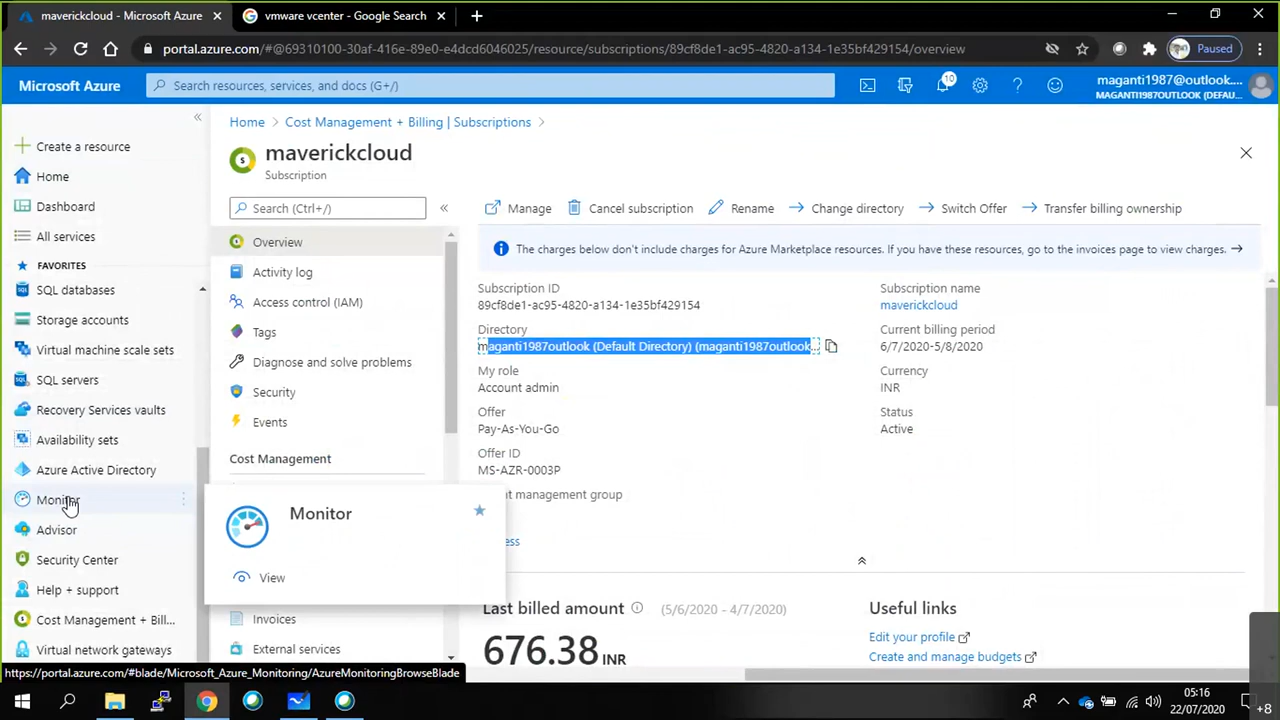 maverickcloud - Microsoft Azure
vmware vcenter - Google Search
portal.azure.com/#@69310100-30af-416e-89e0-e4dcd6046025/resource/subscriptions/89cf8de1-ac95-4820-a134-1e35bf429154/overview
Paused
Microsoft Azure
Search resources, services, and docs (G+/)
10
maganti1987@outlook....
MAGANTI1987OUTLOOK (DEFAU...
Create a resource
Home
Dashboard
All services
FAVORITES
SQL databases
Storage accounts
Virtual machine scale sets
SQL servers
Recovery Services vaults
Availability sets
Azure Active Directory
Monitor
Advisor
Security Center
Help + support
Cost Management + Bill...
Virtual network gateways
Home
Cost Management + Billing | Subscriptions
maverickcloud
Subscription
Search (Ctrl+/)
Overview
Activity log
Access control (IAM)
Tags
Diagnose and solve problems
Security
Events
Cost Management
Monitor
View
Invoices
External services
Manage
Cancel subscription
Rename
Change directory
Switch Offer
Transfer billing ownership
The charges below don't include charges for Azure Marketplace resources. If you have these resources, go to the invoices page to view charges.
Subscription ID
89cf8de1-ac95-4820-a134-1e35bf429154
Directory
maganti1987outlook (Default Directory) (maganti1987outlook...
My role
Account admin
Offer
Pay-As-You-Go
Offer ID
MS-AZR-0003P
t management group
ess
Subscription name
maverickcloud
Current billing period
6/7/2020-5/8/2020
Currency
INR
Status
Active
Last billed amount
(5/6/2020 - 4/7/2020)
676.38 INR
Useful links
Edit your profile
Create and manage budgets
https://portal.azure.com/#blade/Microsoft_Azure_Monitoring/AzureMonitoringBrowseBlade
05:16
22/07/2020
+8